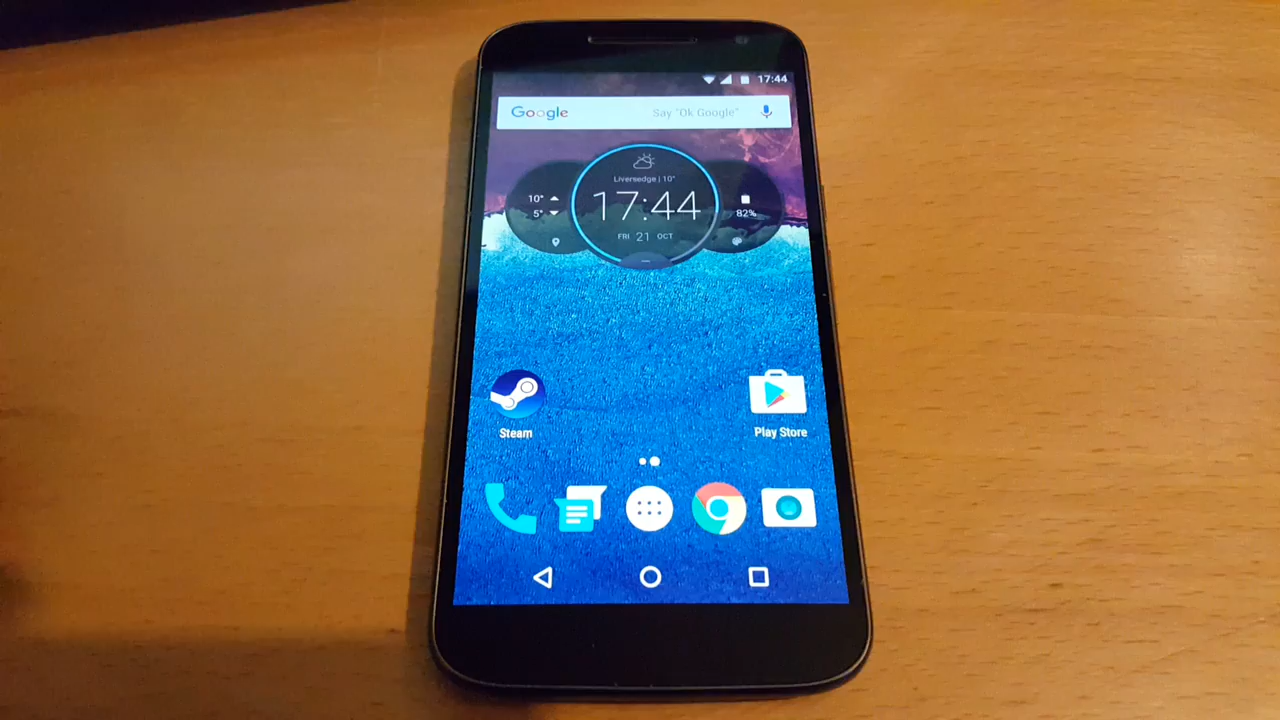 17:44
Google Say "Ok Google"
Liversedge | 10°
10°
17:44
5°
82%
FRI 21 OCT.
Steam
Play Store